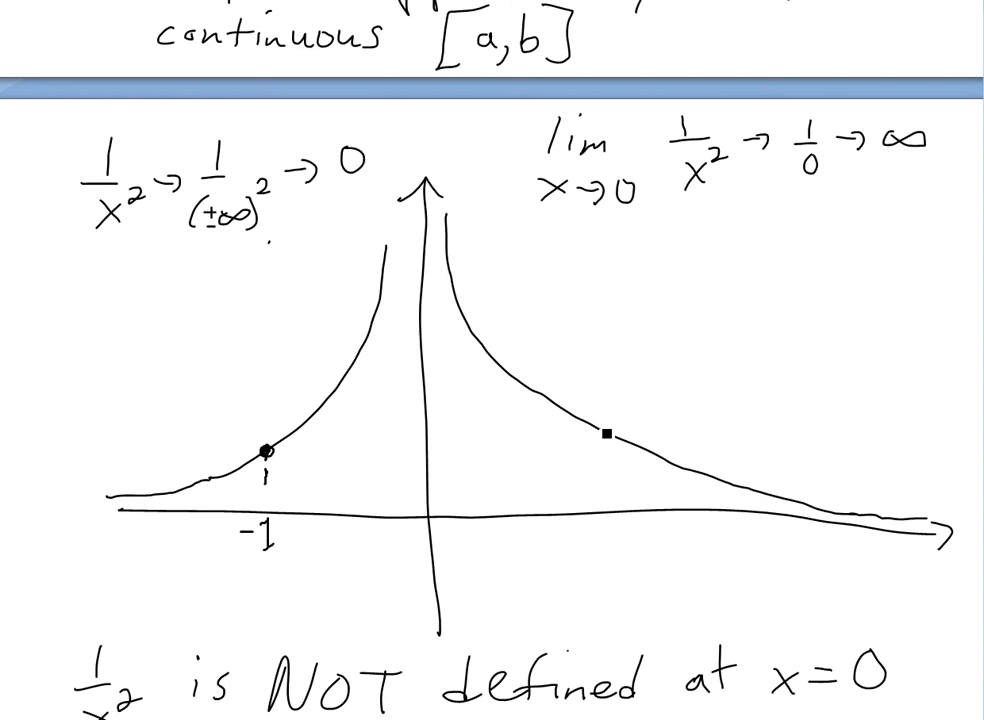 continuous [a,b]
1/x² → 1/(±∞)² → 0
lim x→0 1/x² → 1/0 → ∞
-1
1/x² is NOT defined at x=0